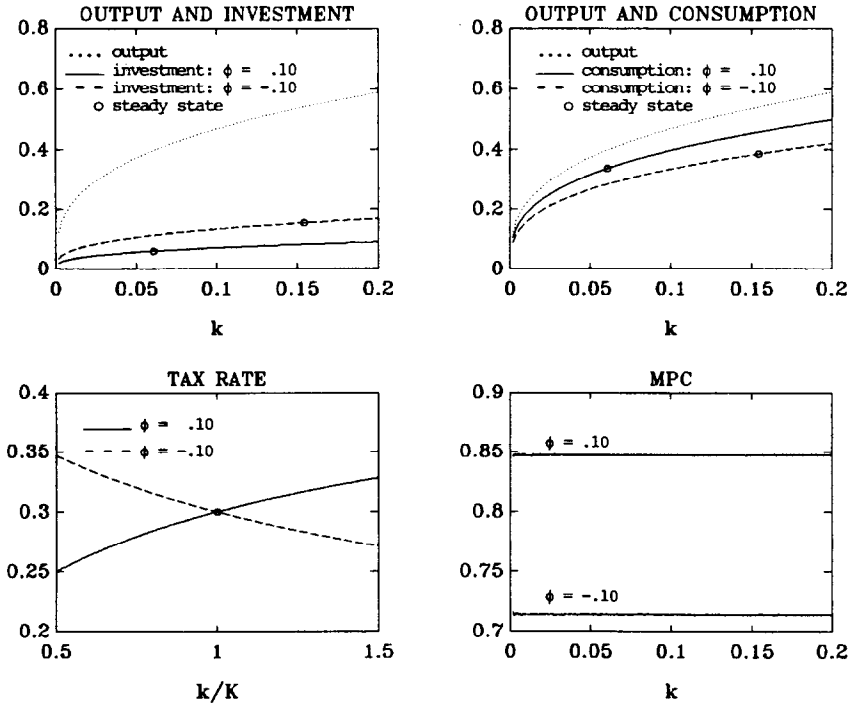 OUTPUT AND INVESTMENT
0.8
0.6
0.4
0.2
0
output
investment: ϕ = .10
investment: ϕ = -.10
steady state
0
0.05
0.1
0.15
0.2
k
OUTPUT AND CONSUMPTION
0.8
0.6
0.4
0.2
0
output
consumption: ϕ = .10
consumption: ϕ = -.10
steady state
0
0.05
0.1
0.15
0.2
k
TAX RATE
0.4
0.35
0.3
0.25
0.2
ϕ = .10
ϕ = -.10
0.5
1
1.5
k/K
MPC
0.9
0.85
0.8
0.75
0.7
ϕ = .10
ϕ = -.10
0
0.05
0.1
0.15
0.2
k